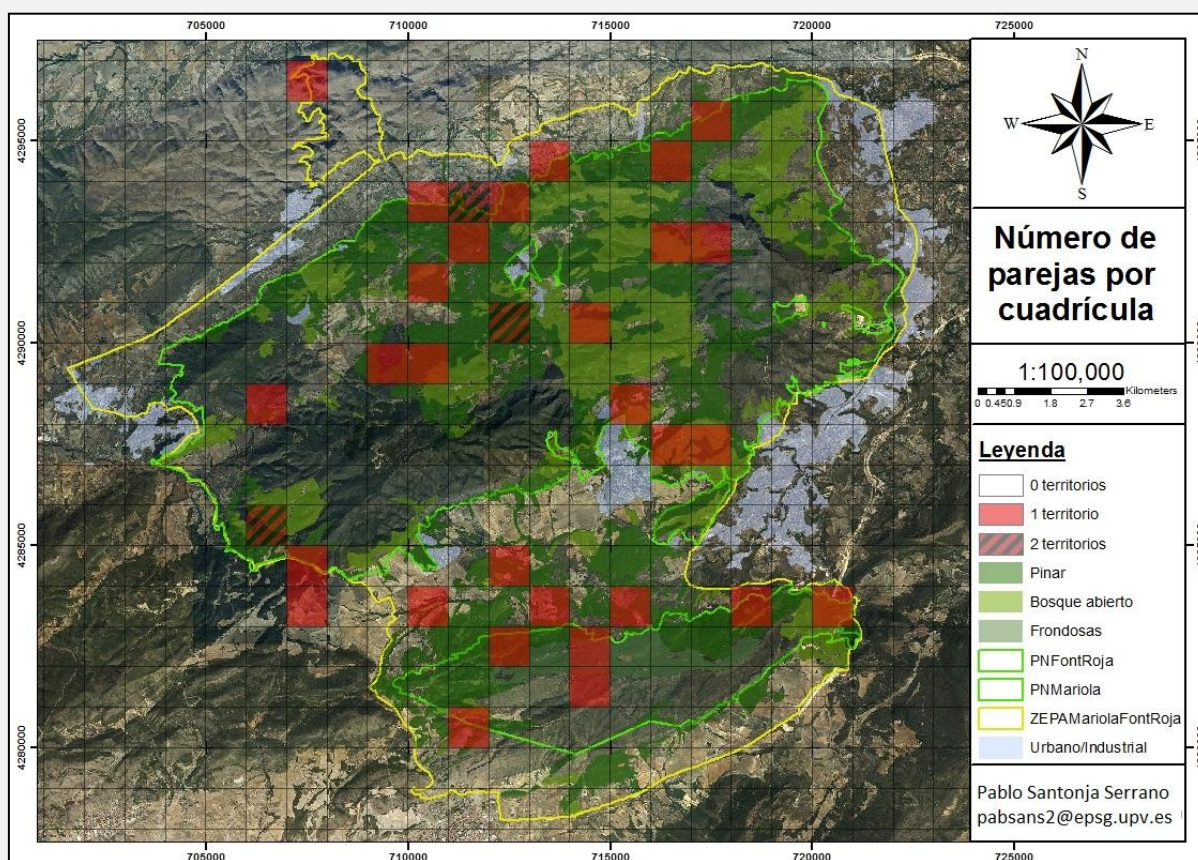 705000 710000 715000 720000 725000
N
W E
S
4295000
Número de
parejas por
cuadrícula
4290000
1:100,000
Kilometers
0 0.45 0.9 1.8 2.7 3.6
Leyenda
0 territorios
1 territorio
2 territorios
Pinar
Bosque abierto
Frondosas
PNFontRoja
PNMariola
ZEPAMariolaFontRoja
Urbano/Industrial
4285000
4280000
Pablo Santonja Serrano
pabsans2@epsg.upv.es
705000 710000 715000 720000 725000